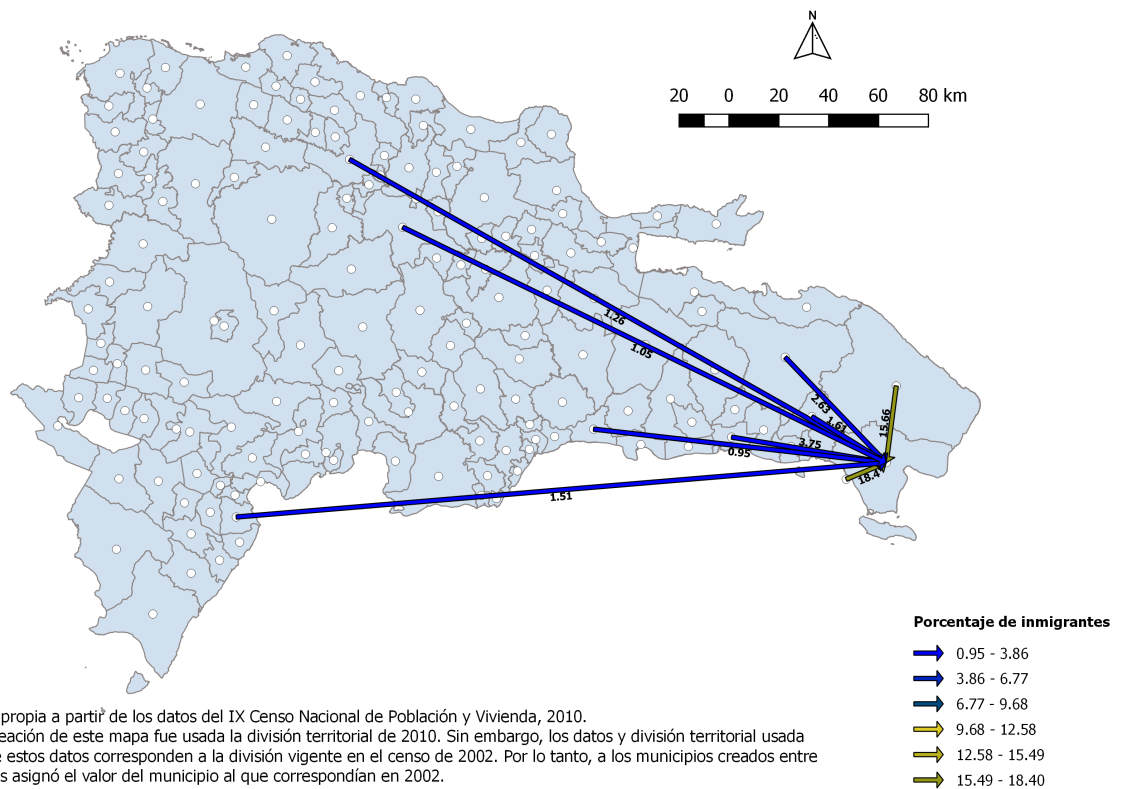 N
20 0 20 40 60 80 km
1.26
1.05
2.63
1.61
15.66
3.75
0.95
18.4
1.51
Porcentaje de inmigrantes
0.95 - 3.86
3.86 - 6.77
6.77 - 9.68
9.68 - 12.58
12.58 - 15.49
15.49 - 18.40
propia a partir de los datos del IX Censo Nacional de Población y Vivienda, 2010.
eación de este mapa fue usada la división territorial de 2010. Sin embargo, los datos y división territorial usada
e estos datos corresponden a la división vigente en el censo de 2002. Por lo tanto, a los municipios creados entre
s asignó el valor del municipio al que correspondían en 2002.